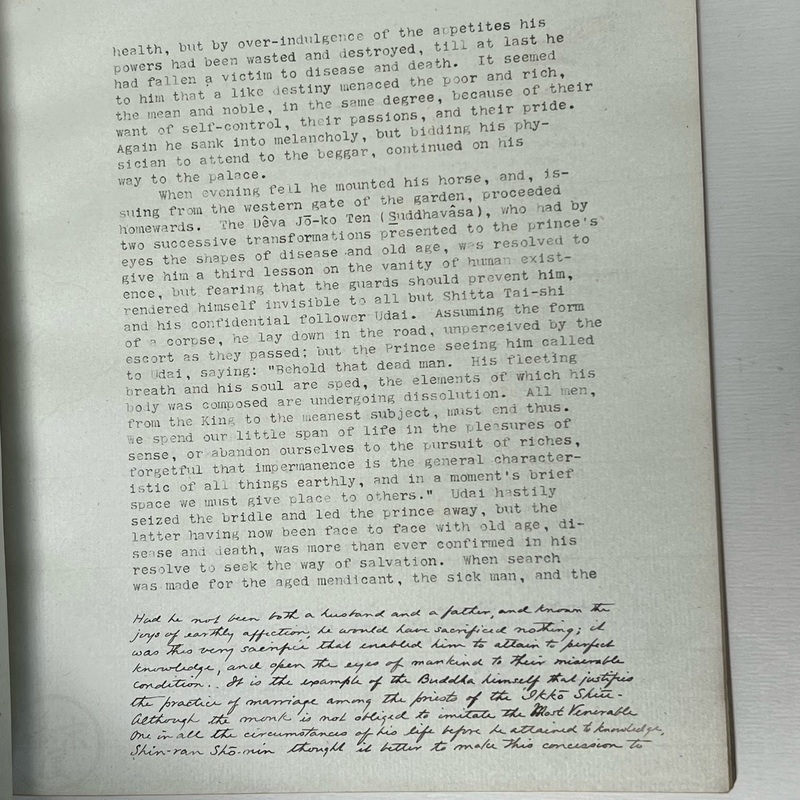 health, but by over-indulgence of the appetites his
powers had been wasted and destroyed, till at last he
had fallen a victim to disease and death. It seemed
to him that a like destiny menaced the poor and rich,
the mean and noble, in the same degree, because of their
want of self-control, their passions, and their pride.
Again he sank into melancholy, but bidding his phy-
sician to attend to the beggar, continued on his
way to the palace.
When evening fell he mounted his horse, and, is-
suing from the western gate of the garden, proceeded
homewards. The Dêva Jō-ko Ten (Suddhavâsa), who had by
two successive transformations presented to the prince's
eyes the shapes of disease and old age, was resolved to
give him a third lesson on the vanity of human exist-
ence, but fearing that the guards should prevent him,
rendered himself invisible to all but Shitta Tai-shi
and his confidential follower Udai. Assuming the form
of a corpse, he lay down in the road, unperceived by the
escort as they passed; but the Prince seeing him called
to Udai, saying: "Behold that dead man. His fleeting
breath and his soul are sped, the elements of which his
body was composed are undergoing dissolution. All men,
from the King to the meanest subject, must end thus.
We spend our little span of life in the pleasures of
sense, or abandon ourselves to the pursuit of riches,
forgetful that impermanence is the general character-
istic of all things earthly, and in a moment's brief
space we must give place to others." Udai hastily
seized the bridle and led the prince away, but the
latter having now been face to face with old age, di-
sease and death, was more than ever confirmed in his
resolve to seek the way of salvation. When search
was made for the aged mendicant, the sick man, and the
Had he not been both a husband and a father, and known the
joys of earthly affection, he would have sacrificed nothing; it
was this very sacrifice that enabled him to attain to perfect
knowledge, and open the eyes of mankind to their miserable
condition.. It is the example of the Buddha himself that justifies
the practice of marriage among the priests of the Ikkō Shiu-
Although the monk is not obliged to imitate the Most Venerable
One in all the circumstances of his life before he attained to knowledge,
Shin-ran Shō-nin thought it better to make this concession to